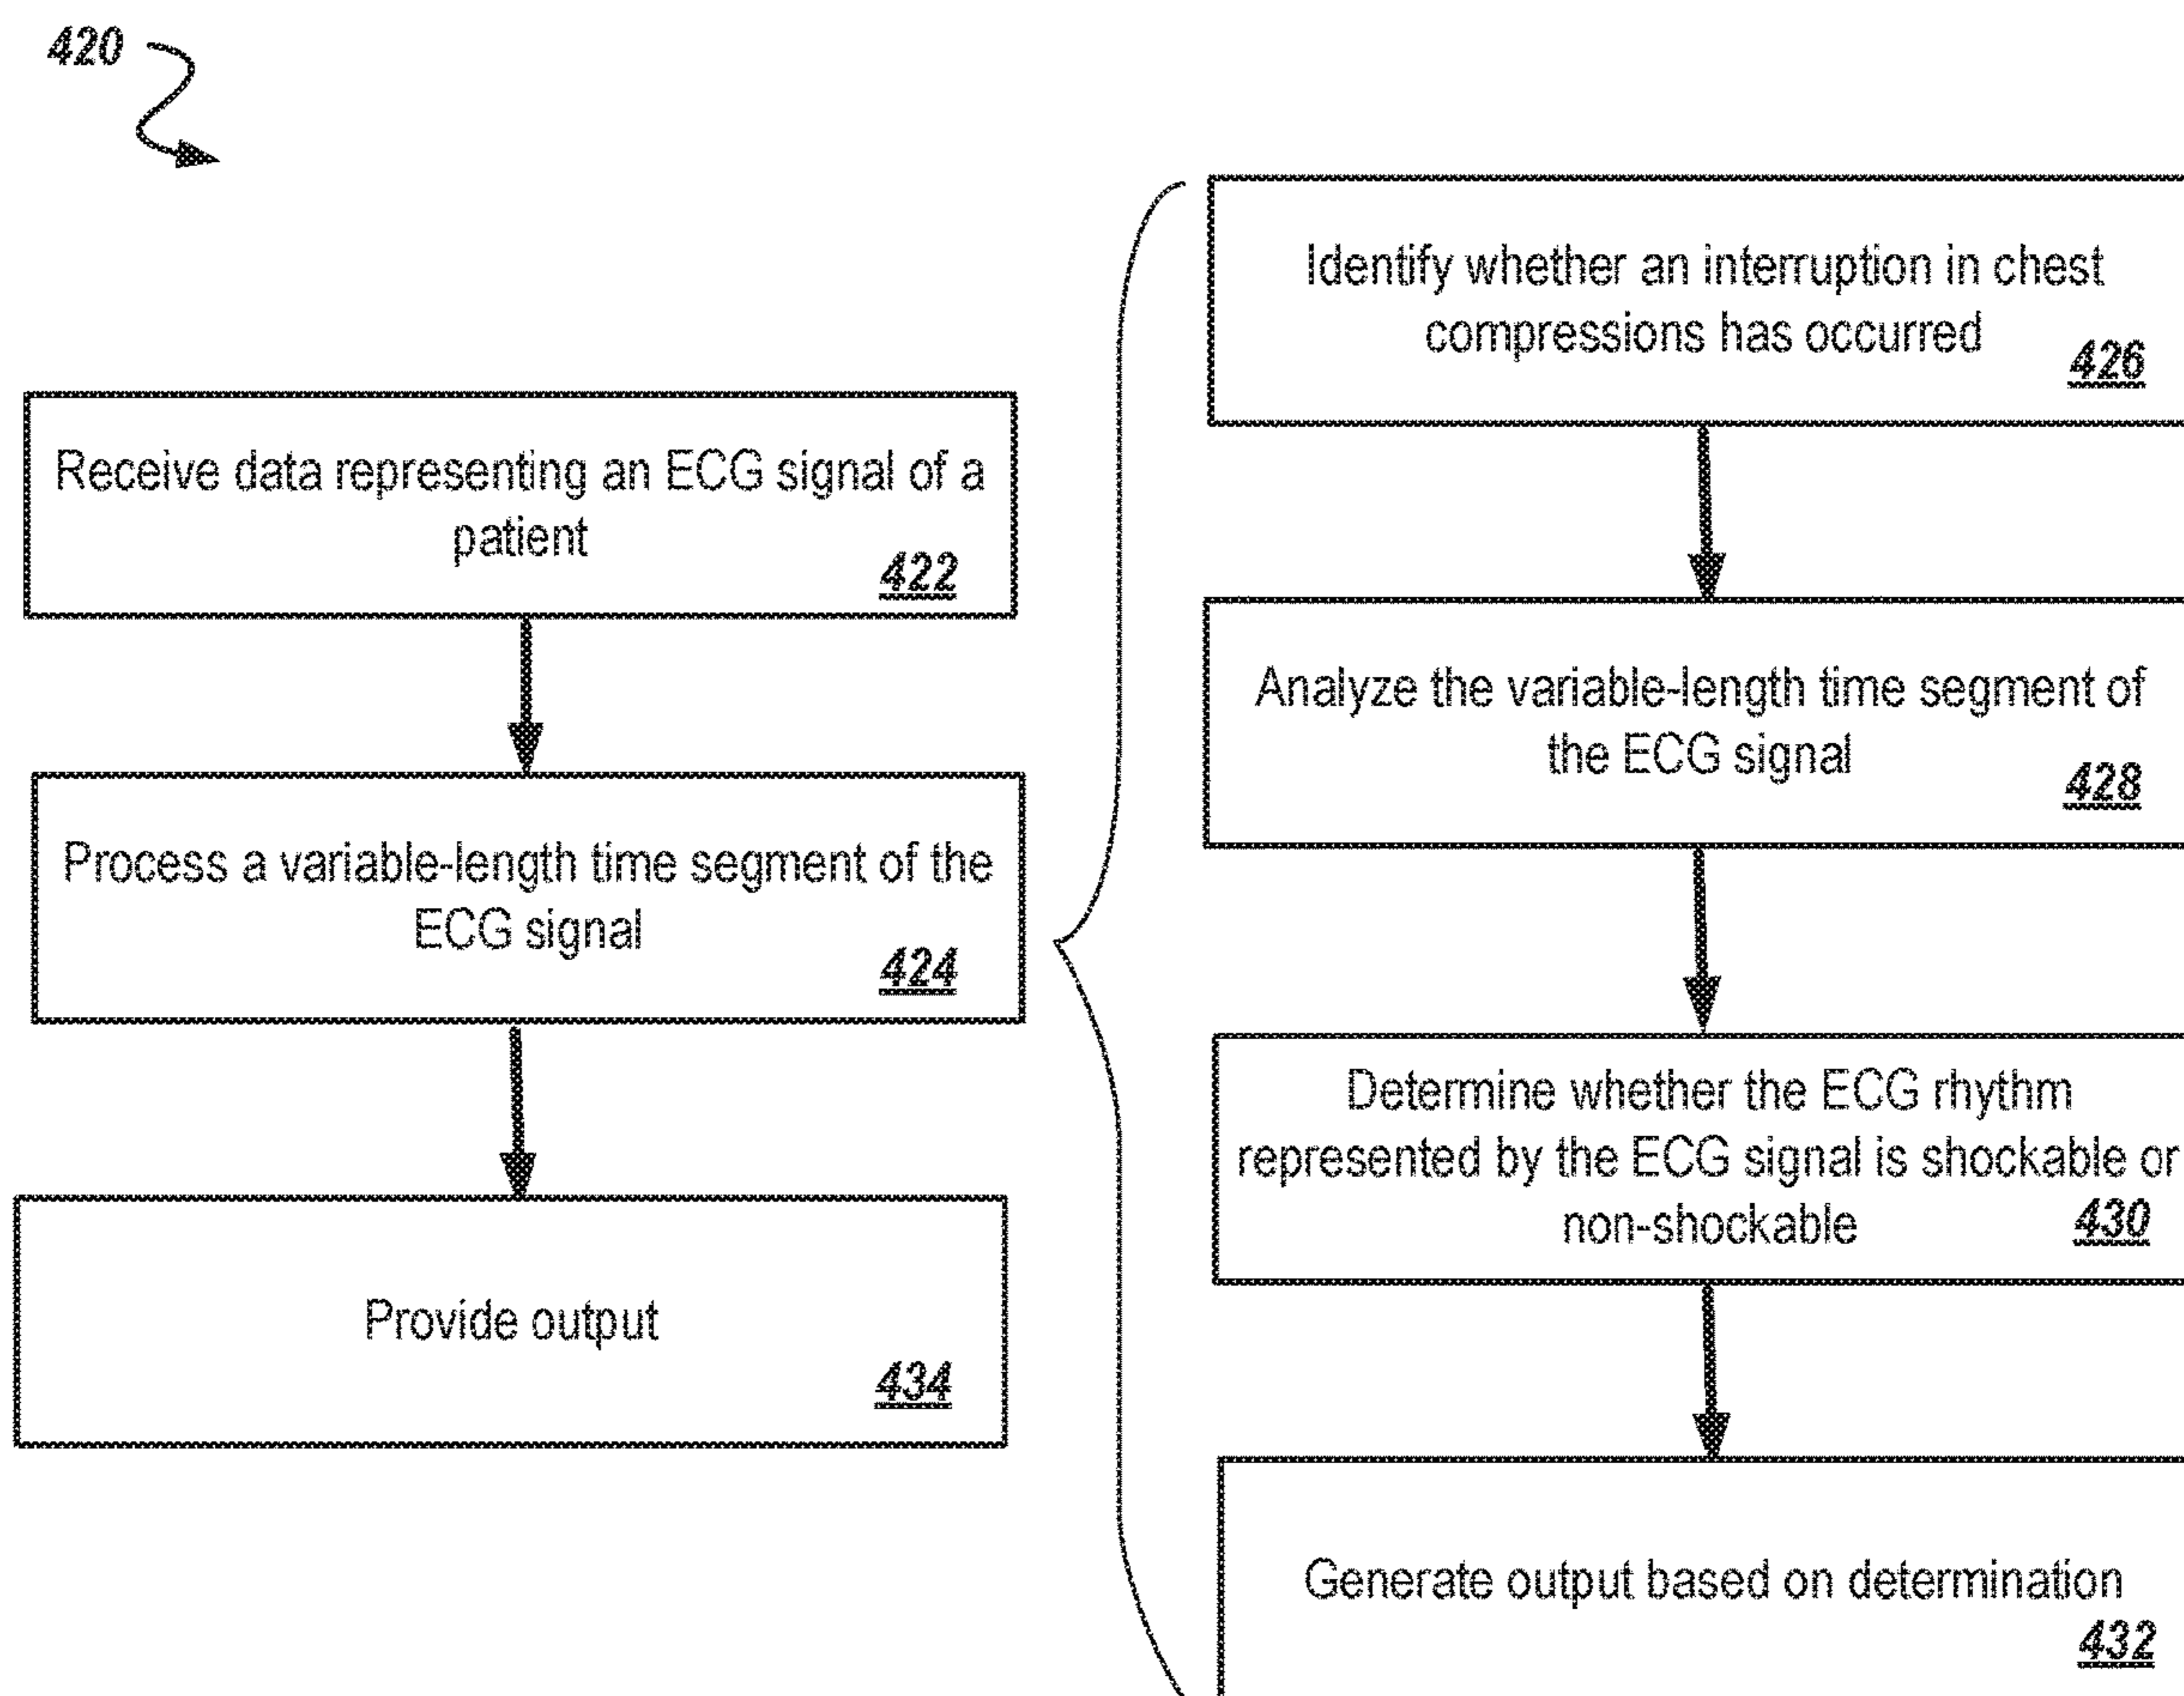 420
Receive data representing an ECG signal of a
patient
422
Process a variable-length time segment of the
ECG signal
424
Provide output
434
Identify whether an interruption in chest
compressions has occurred
426
Analyze the variable-length time segment of
the ECG signal
428
Determine whether the ECG rhythm
represented by the ECG signal is shockable or
non-shockable
430
Generate output based on determination
432